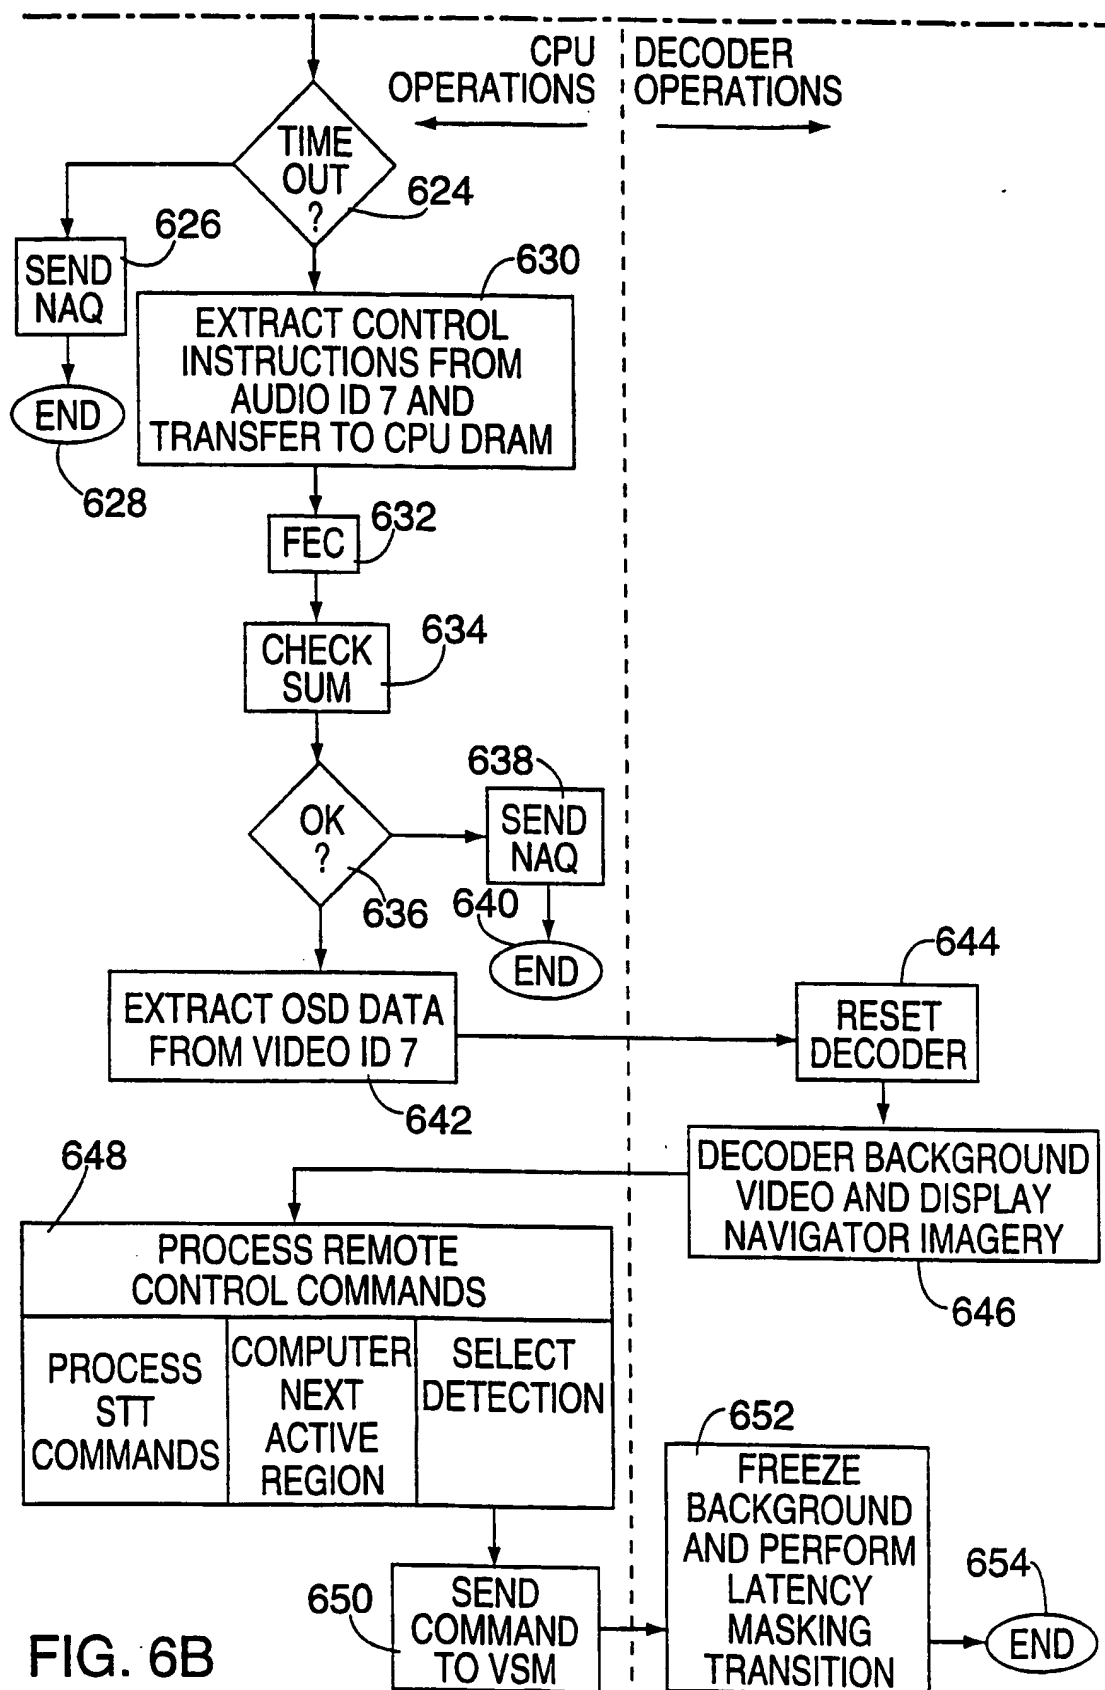 CPU
OPERATIONS
DECODER
OPERATIONS
TIME
OUT
?
624
626
SEND
NAQ
END
628
630
EXTRACT CONTROL
INSTRUCTIONS FROM
AUDIO ID 7 AND
TRANSFER TO CPU DRAM
632
FEC
634
CHECK
SUM
OK
?
636
638
SEND
NAQ
640
END
EXTRACT OSD DATA
FROM VIDEO ID 7
642
644
RESET
DECODER
DECODER BACKGROUND
VIDEO AND DISPLAY
NAVIGATOR IMAGERY
646
648
PROCESS REMOTE
CONTROL COMMANDS
PROCESS
STT
COMMANDS
COMPUTER
NEXT
ACTIVE
REGION
SELECT
DETECTION
650
SEND
COMMAND
TO VSM
652
FREEZE
BACKGROUND
AND PERFORM
LATENCY
MASKING
TRANSITION
654
END
FIG. 6B